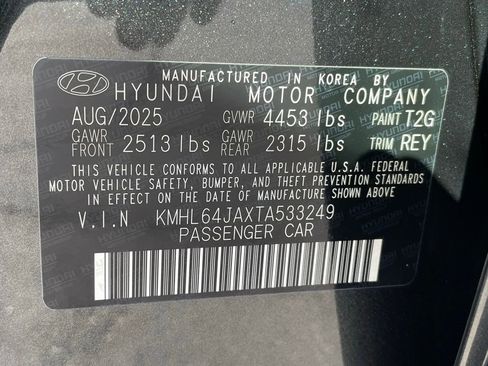 MANUFACTURED IN KOREA BY
HYUNDAI MOTOR COMPANY
AUG/2025 GVWR 4453 lbs PAINT T2G
GAWR FRONT 2513 lbs GAWR REAR 2315 lbs TRIM REY
THIS VEHICLE CONFORMS TO ALL APPLICABLE U.S.A. FEDERAL
MOTOR VEHICLE SAFETY, BUMPER, AND THEFT PREVENTION STANDARDS
IN EFFECT ON THE DATE OF MANUFACTURE SHOWN ABOVE.
V.I.N KMHL64JAXTA533249
PASSENGER CAR